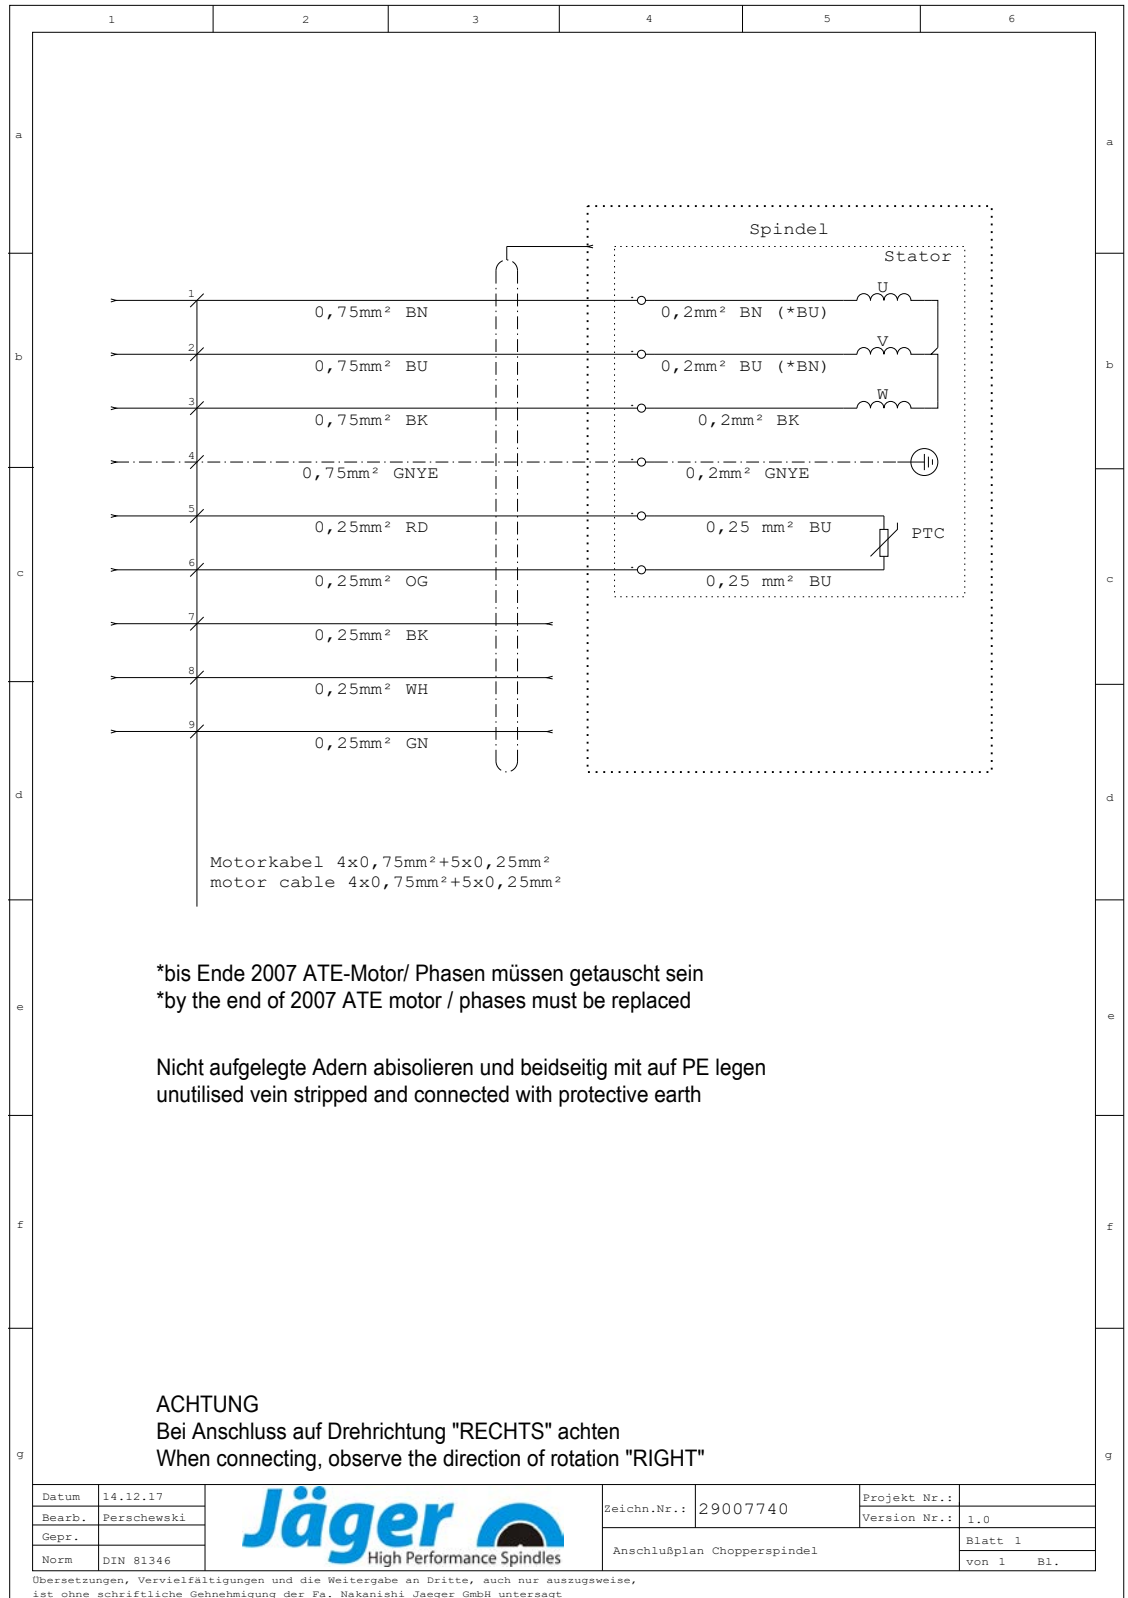 1 2 3 4 5 6
a a
Spindel
Stator
1 U
0,75mm² BN 0,2mm² BN (*BU)
b b
2 V
0,75mm² BU 0,2mm² BU (*BN)
3 W
0,75mm² BK 0,2mm² BK
4
0,75mm² GNYE 0,2mm² GNYE
5
0,25mm² RD 0,25 mm² BU PTC
c c
6
0,25mm² OG 0,25 mm² BU
7
0,25mm² BK
8
0,25mm² WH
9
0,25mm² GN
d d
Motorkabel 4x0,75mm²+5x0,25mm²
motor cable 4x0,75mm²+5x0,25mm²
*bis Ende 2007 ATE-Motor/ Phasen müssen getauscht sein
*by the end of 2007 ATE motor / phases must be replaced
e e
Nicht aufgelegte Adern abisolieren und beidseitig mit auf PE legen
unutilised vein stripped and connected with protective earth
f f
ACHTUNG
Bei Anschluss auf Drehrichtung "RECHTS" achten
When connecting, observe the direction of rotation "RIGHT"
g g
Datum 14.12.17
Bearb. Perschewski
Gepr.
Norm DIN 81346
Jäger
High Performance Spindles
Zeichn.Nr.: 29007740
Anschlußplan Chopperspindel
Projekt Nr.:
Version Nr.: 1.0
Blatt 1
von 1 Bl.
Übersetzungen, Vervielfältigungen und die Weitergabe an Dritte, auch nur auszugsweise,
ist ohne schriftliche Gehnehmigung der Fa. Nakanishi Jaeger GmbH untersagt